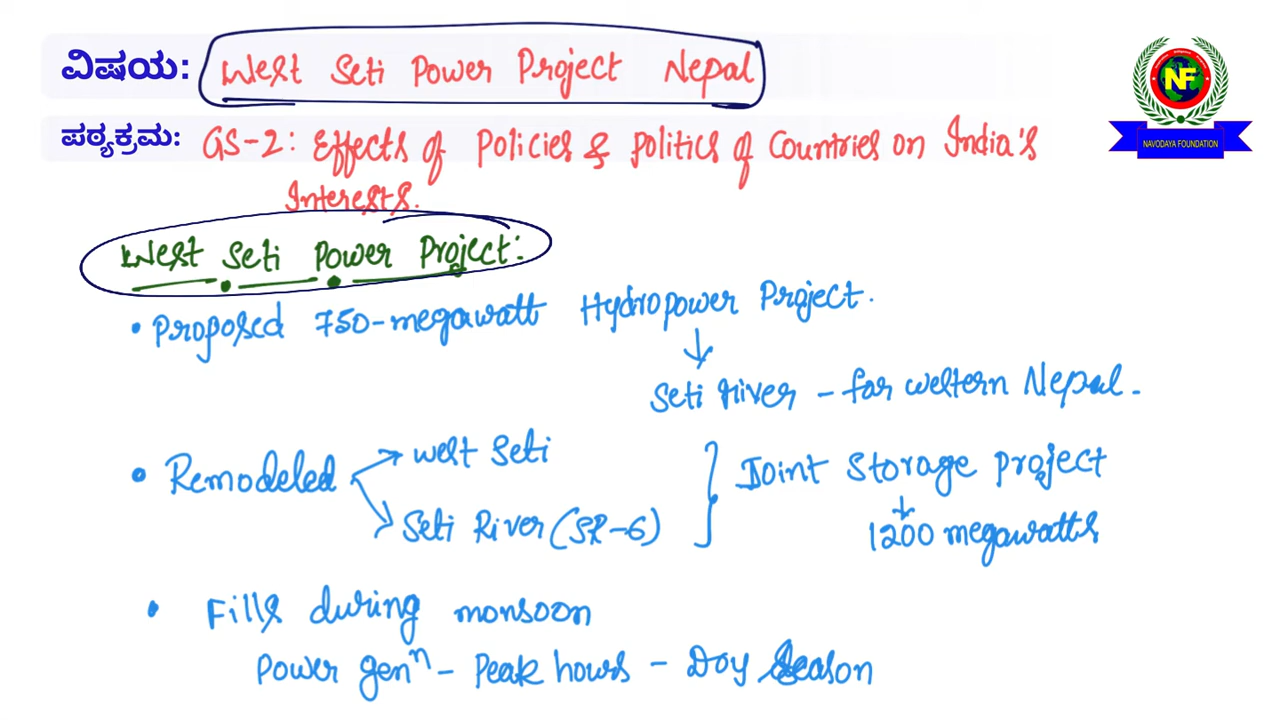 ವಿಷಯ: West Seti Power Project Nepal
NF
NAVODAYA FOUNDATION
ಪಠ್ಯಕ್ರಮ: GS-2: Effects of Policies & Politics of Countries on India's
Interests.
West Seti Power Project:
• Proposed 750-megawatt Hydropower Project.
↓
Seti River - far western Nepal.
• Remodeled → West Seti } Joint Storage Project
→ Seti River (SR-6) ↓ 1200 megawatts
• Fills during monsoon
Power genⁿ - Peak hours - Dry Season